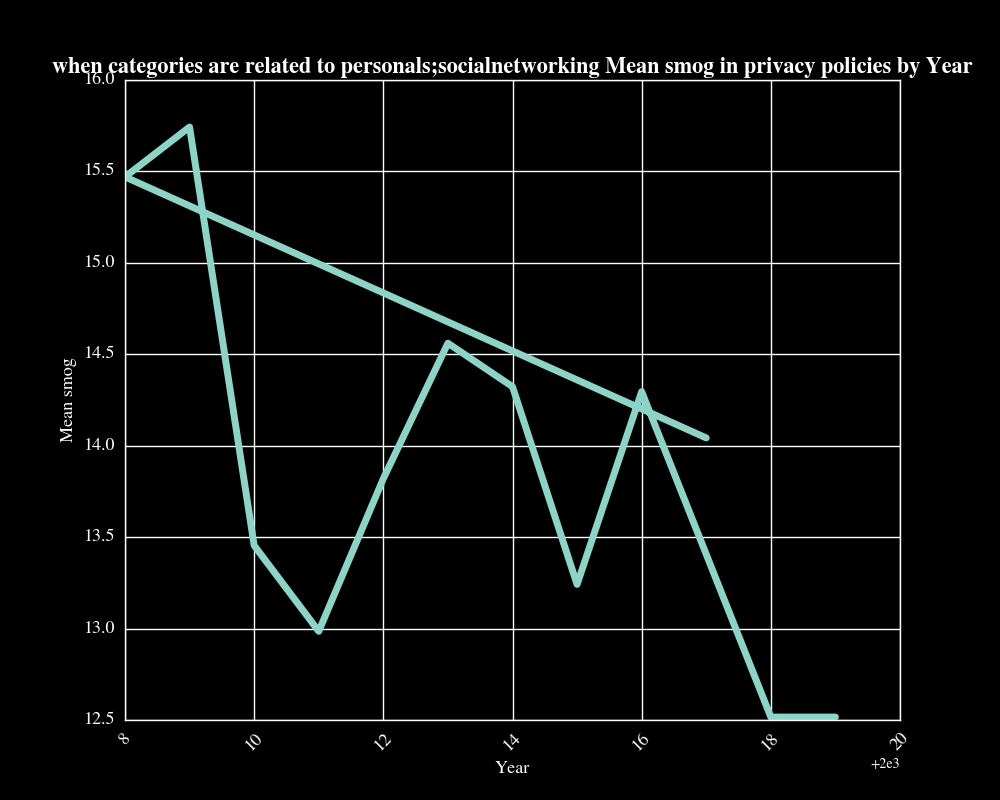 when categories are related to personals;socialnetworking Mean smog in privacy policies by Year
16.0
15.5
15.0
14.5
14.0
13.5
13.0
12.5
Mean smog
8 10 12 14 16 18 20
Year
+2e3